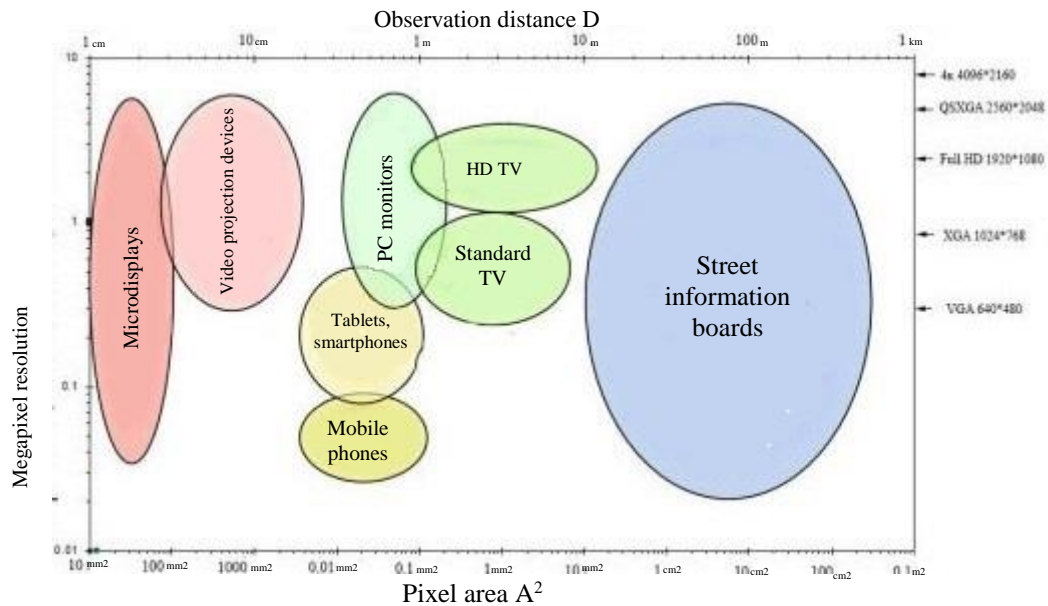 Observation distance D
1 cm 10 cm 1 m 10 m 100 m 1 km
10
1
0.1
0.01
Megapixel resolution
Microdisplays
Video projection devices
PC monitors
HD TV
Standard
TV
Tablets,
smartphones
Mobile
phones
Street
information
boards
4к 4096*2160
QSXGA 2560*2048
Full HD 1920*1080
XGA 1024*768
VGA 640*480
10 mm2 100 mm2 1000 mm2 0.01 mm2 0.1 mm2 1mm2 10 mm2 1 cm2 10 cm2 100 cm2 0.1 m2
Pixel area A²